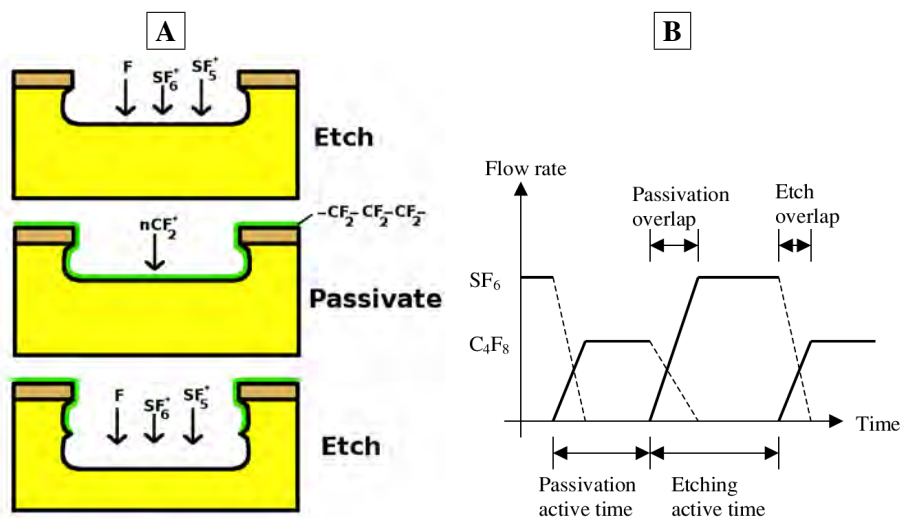 A
F SF6+ SF5+
Etch
nCF2+
-CF2-CF2-CF2-
Passivate
F SF6+ SF5+
Etch
B
Flow rate
Passivation
overlap
Etch
overlap
SF6
C4F8
Time
Passivation
active time
Etching
active time